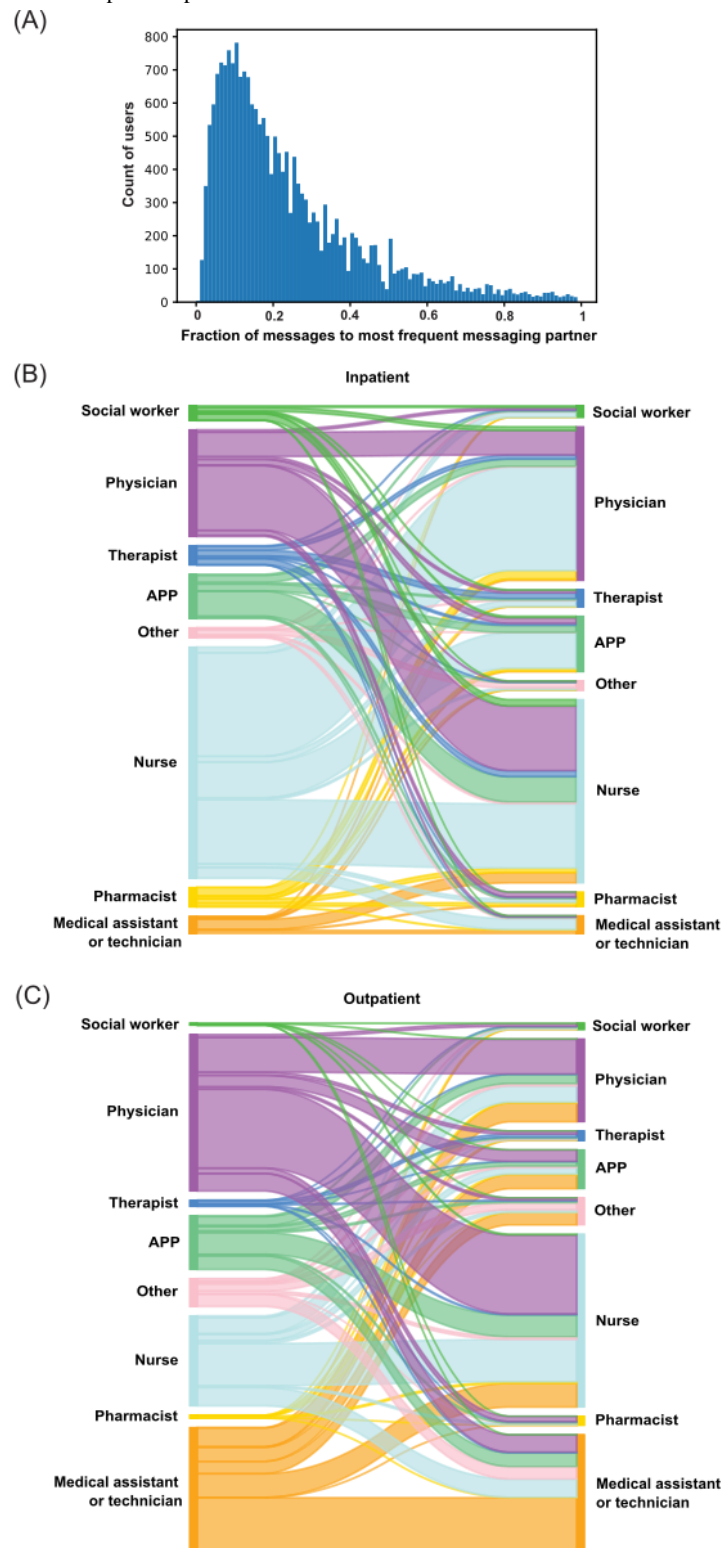 (A)
800
700
600
500
400
300
200
100
0
Count of users
0 0.2 0.4 0.6 0.8 1
Fraction of messages to most frequent messaging partner
(B)
Inpatient
Social worker Social worker
Physician Physician
Therapist Therapist
APP APP
Other Other
Nurse Nurse
Pharmacist Pharmacist
Medical assistant Medical assistant
or technician or technician
(C)
Outpatient
Social worker Social worker
Physician Physician
Therapist Therapist
APP APP
Other Other
Nurse Nurse
Pharmacist Pharmacist
Medical assistant Medical assistant
or technician or technician